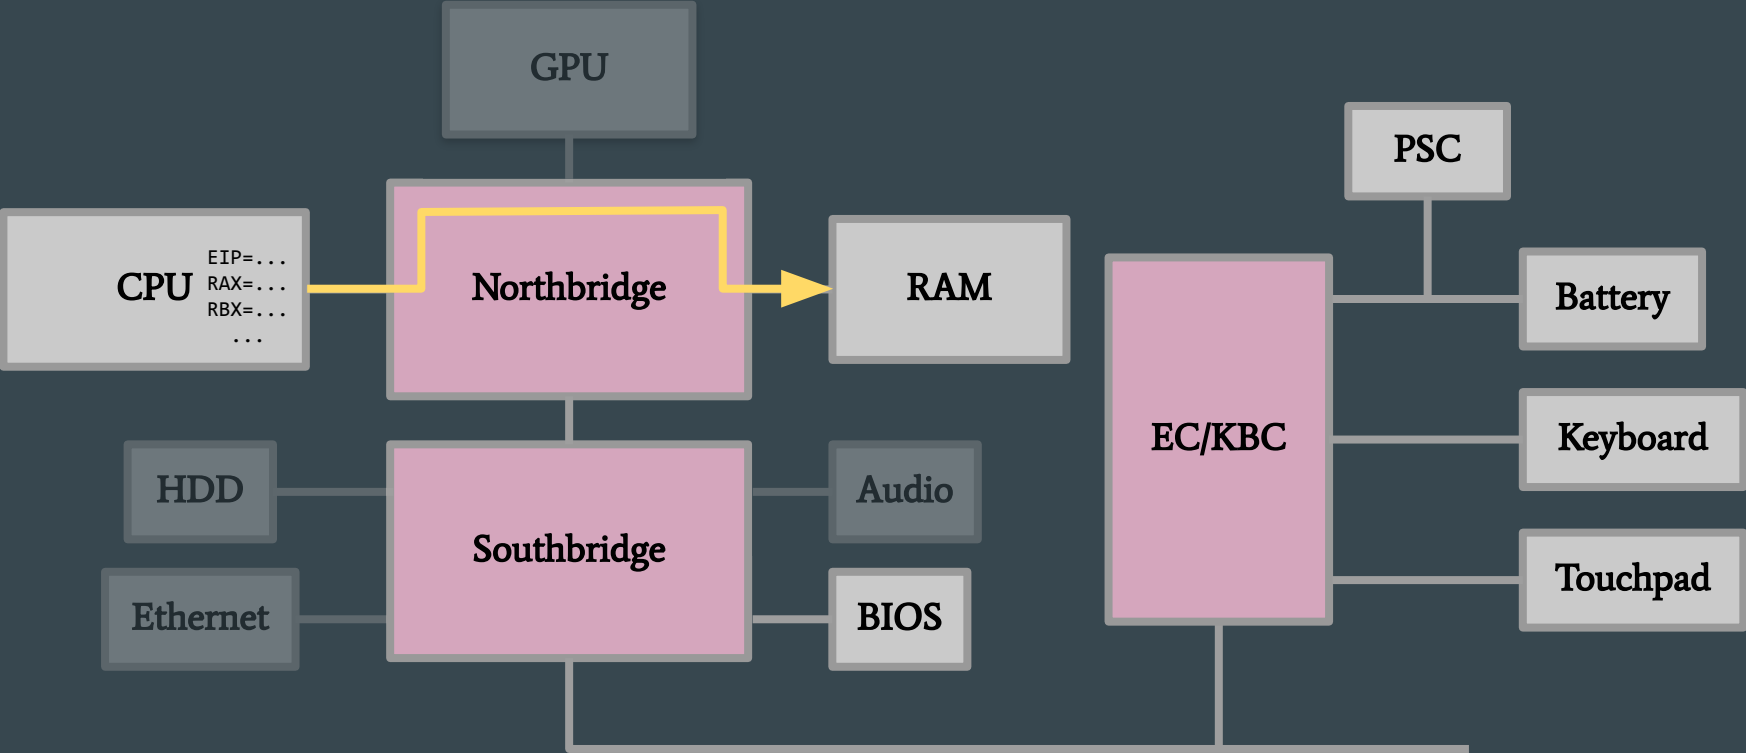 GPU
PSC
CPU
EIP=...
RAX=...
RBX=...
...
Northbridge
RAM
Battery
EC/KBC
Keyboard
HDD
Audio
Southbridge
Touchpad
Ethernet
BIOS